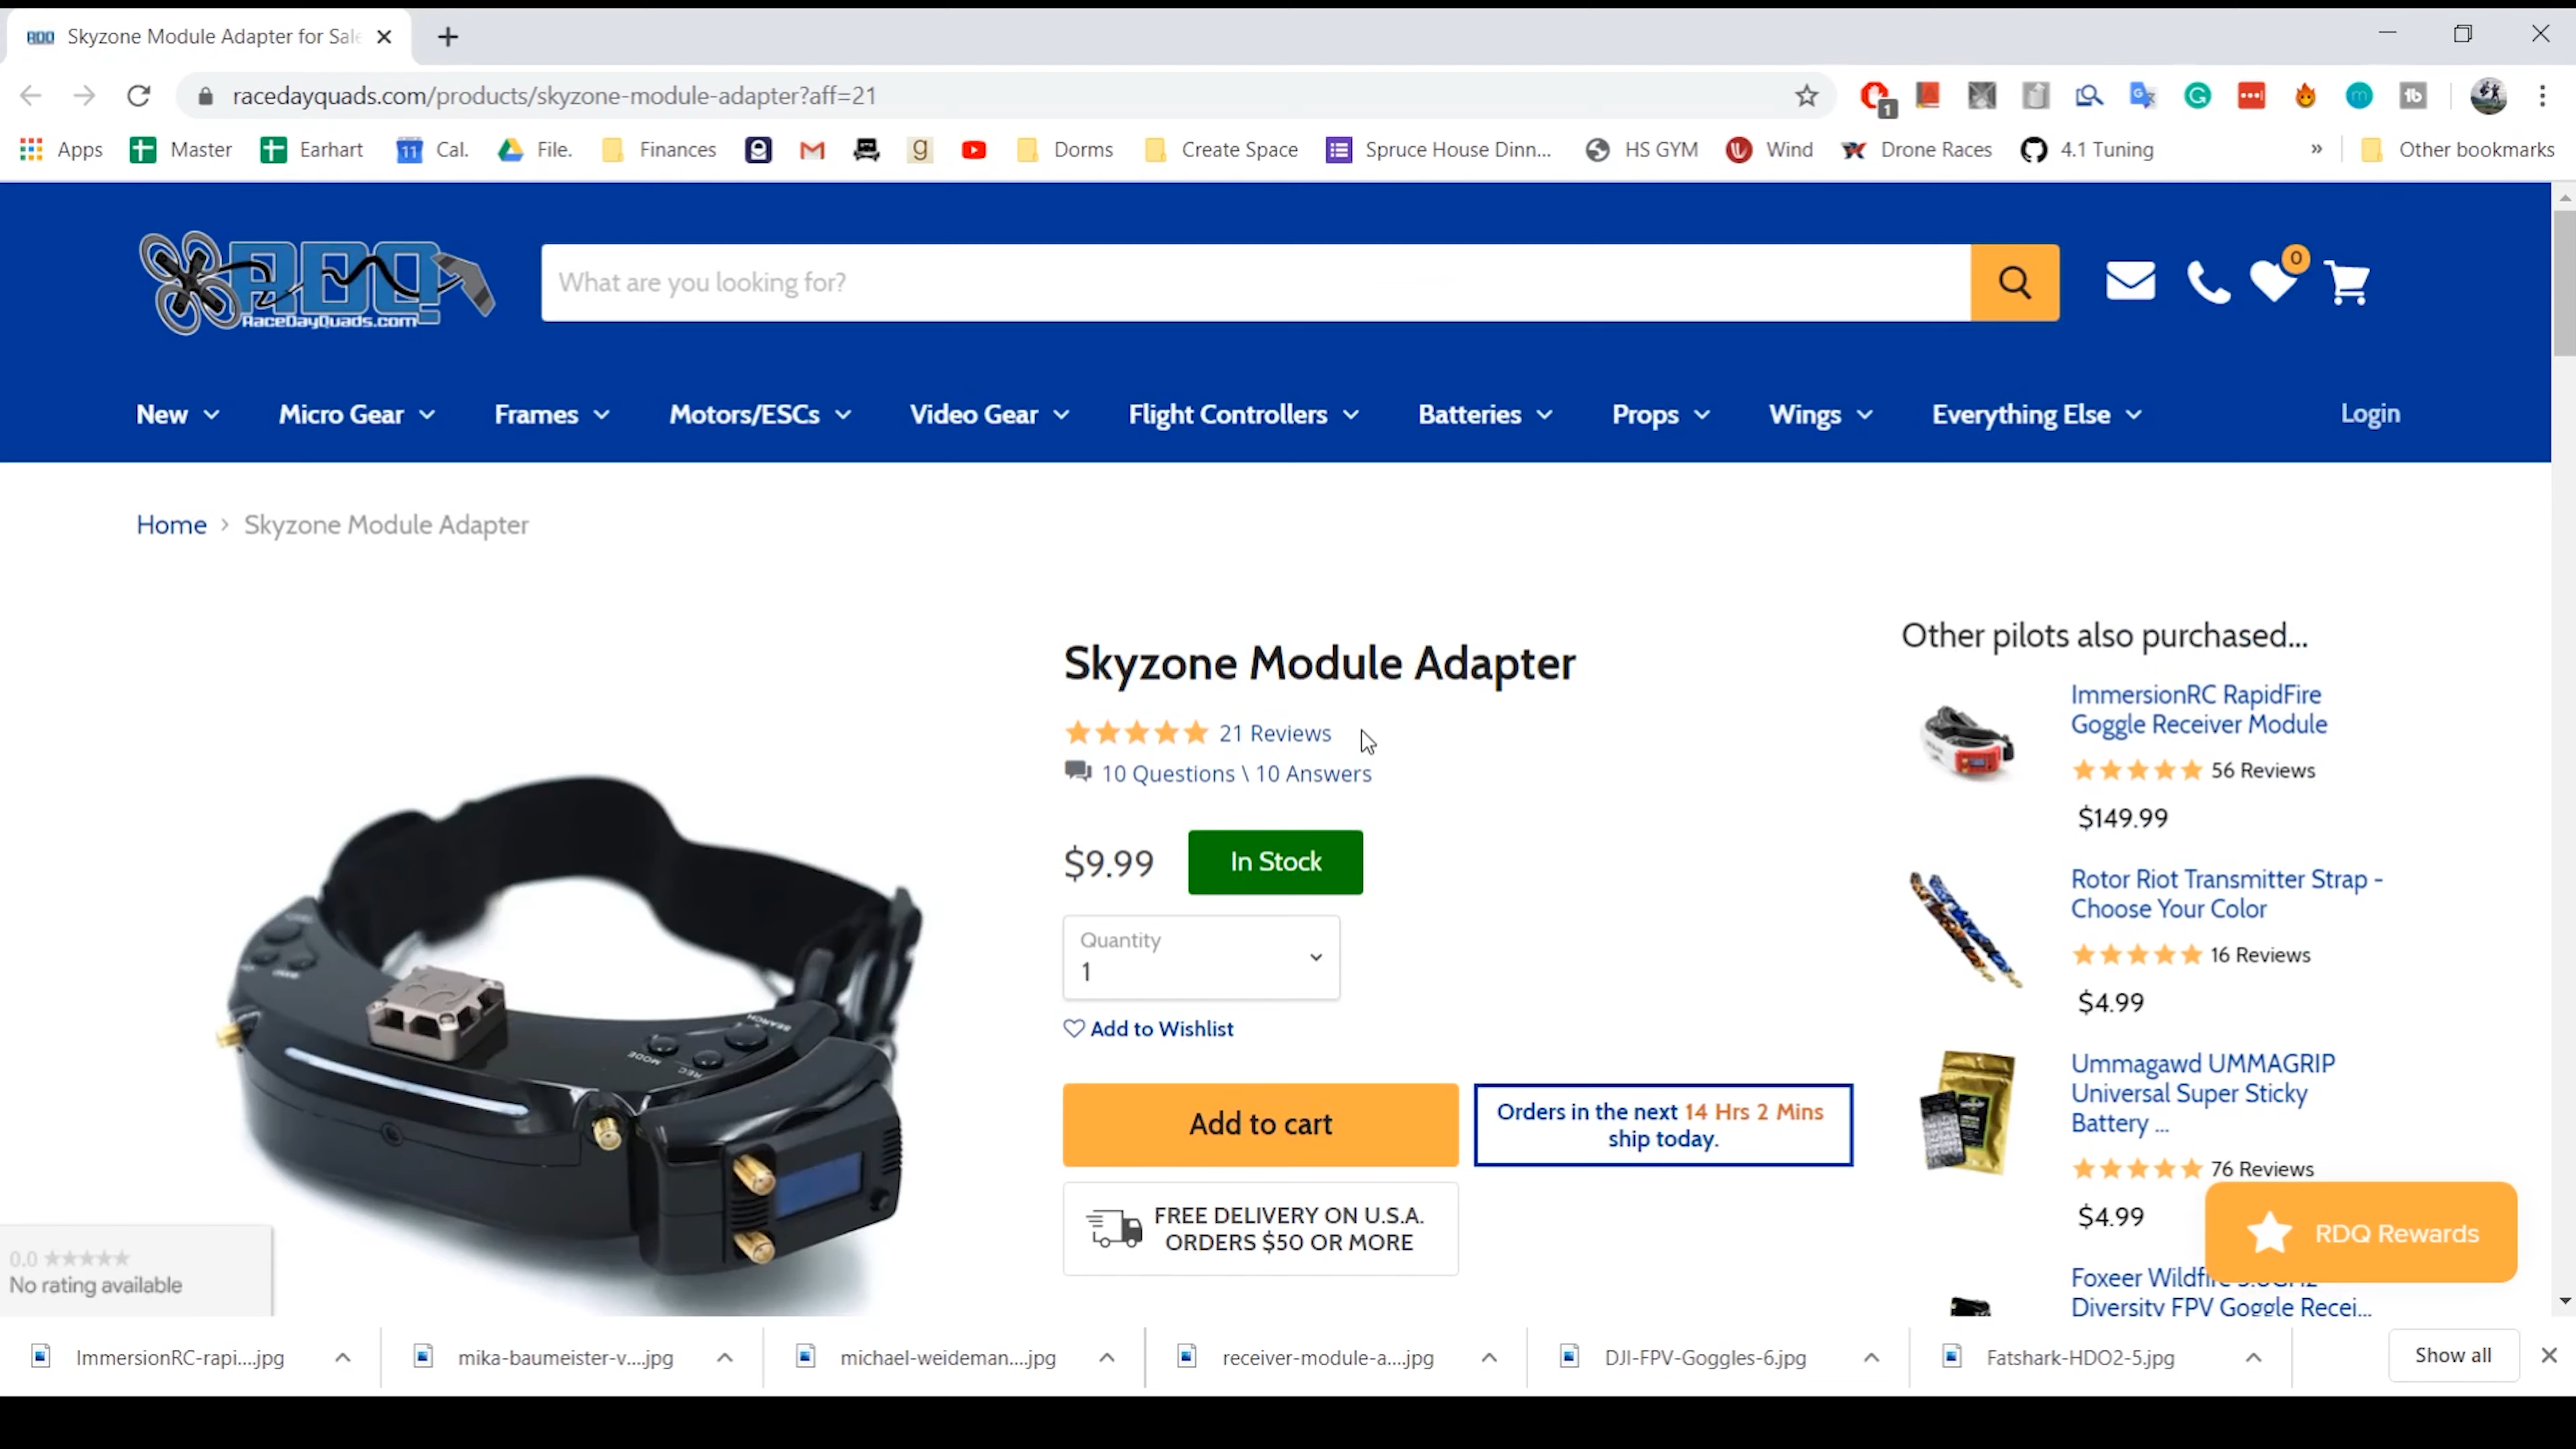 Skyzone Module Adapter for Sale
racedayquads.com/products/skyzone-module-adapter?aff=21
1
Apps
Master
Earhart
11
Cal.
File.
Finances
g
Dorms
Create Space
Spruce House Dinn...
HS GYM
Wind
Drone Races
4.1 Tuning
»
Other bookmarks
RDQ
RaceDayQuads.com
What are you looking for?
0
New
Micro Gear
Frames
Motors/ESCs
Video Gear
Flight Controllers
Batteries
Props
Wings
Everything Else
Login
Home > Skyzone Module Adapter
Skyzone Module Adapter
21 Reviews
10 Questions \ 10 Answers
$9.99
In Stock
Quantity
1
Add to Wishlist
Add to cart
Orders in the next 14 Hrs 2 Mins
ship today.
FREE DELIVERY ON U.S.A.
ORDERS $50 OR MORE
SEARCH
MODE
REC
0.0
No rating available
Other pilots also purchased...
ImmersionRC RapidFire
Goggle Receiver Module
56 Reviews
$149.99
Rotor Riot Transmitter Strap -
Choose Your Color
16 Reviews
$4.99
Ummagawd UMMAGRIP
Universal Super Sticky
Battery ...
76 Reviews
$4.99
RDQ Rewards
Foxeer Wildfire 5.8GHz
Diversity FPV Goggle Recei...
ImmersionRC-rapi....jpg
mika-baumeister-v....jpg
michael-weideman....jpg
receiver-module-a....jpg
DJI-FPV-Goggles-6.jpg
Fatshark-HDO2-5.jpg
Show all